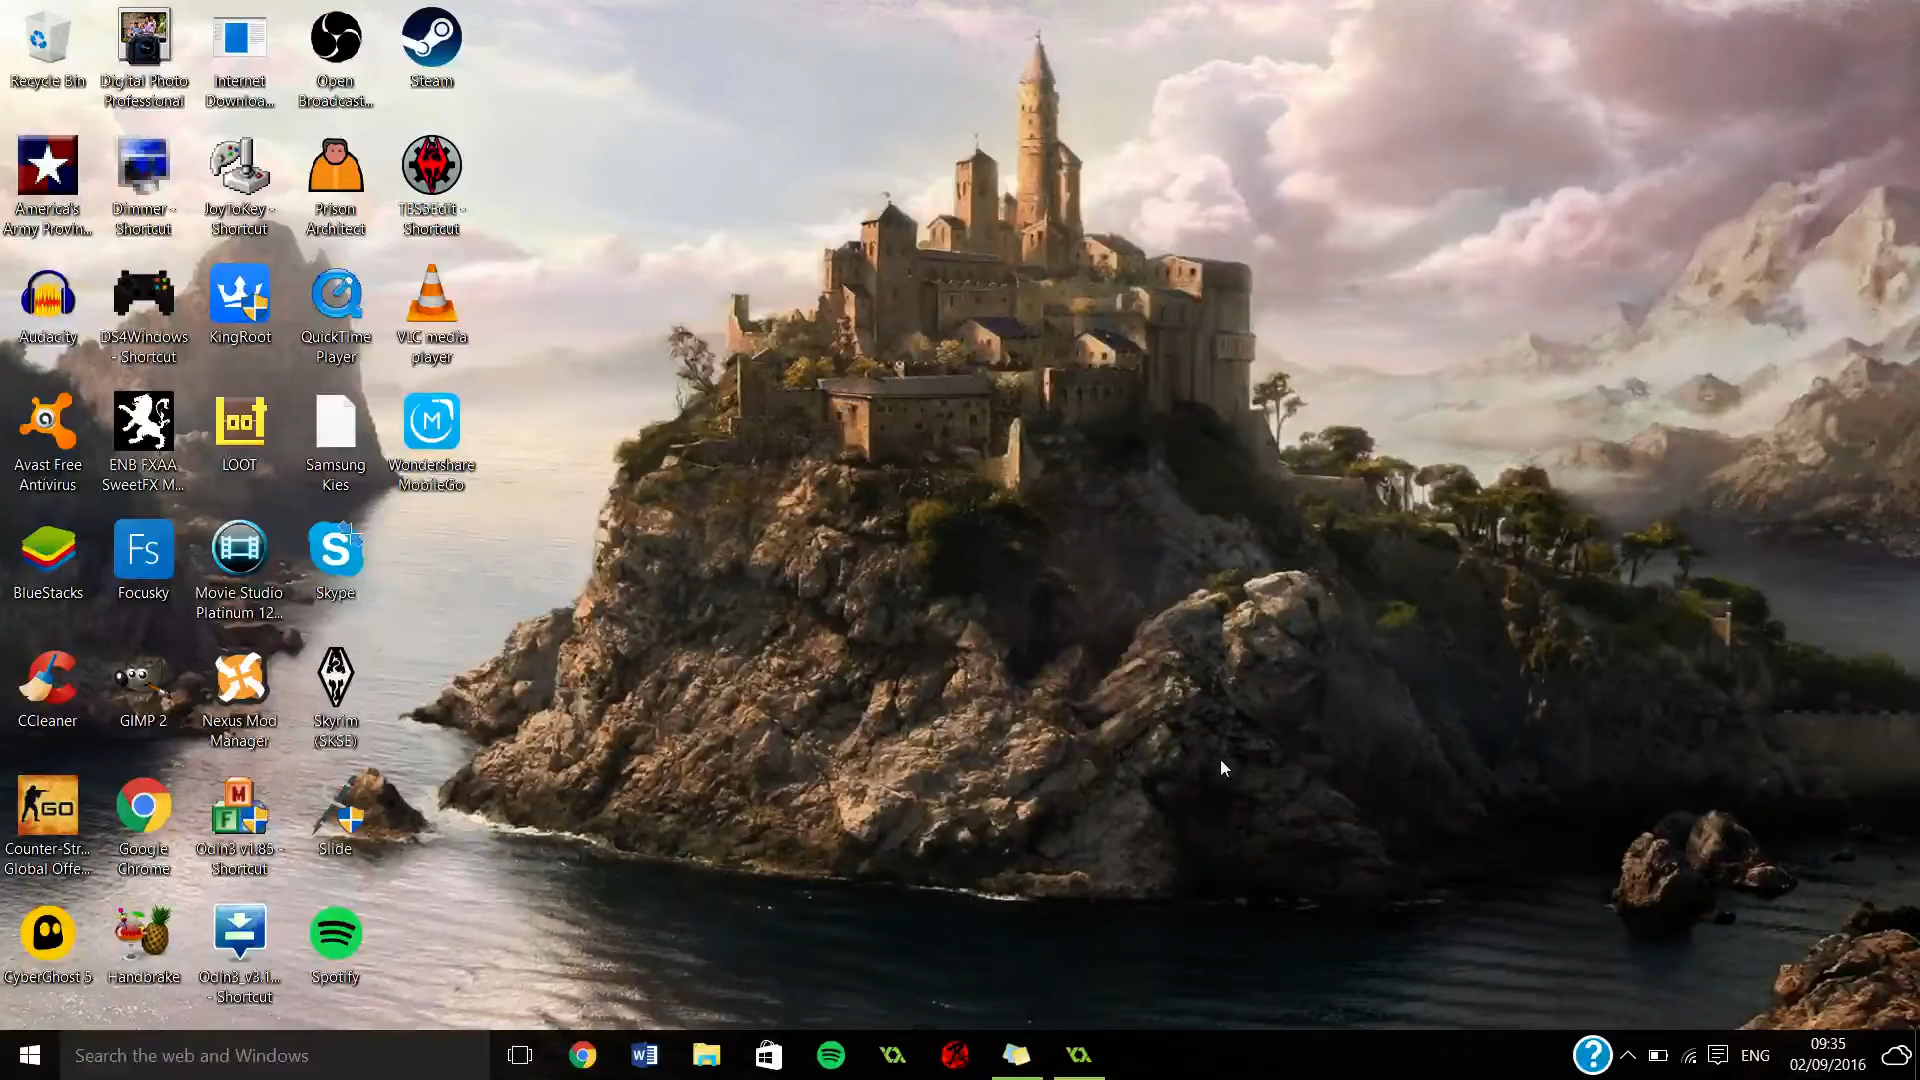 Recycle Bin
Digital Photo
Professional
Internet
Downloa...
Open
Broadcast...
Steam
America's
Army Provin...
Dimmer -
Shortcut
JoyToKey -
Shortcut
Prison
Architect
TES5Edit -
Shortcut
Audacity
DS4Windows
- Shortcut
KingRoot
QuickTime
Player
VLC media
player
Avast Free
Antivirus
ENB FXAA
SweetFX M...
loot
LOOT
Samsung
Kies
M
Wondershare
MobileGo
BlueStacks
Fs
Focusky
Movie Studio
Platinum 12...
S
Skype
CCleaner
GIMP 2
Nexus Mod
Manager
Skyrim
(SKSE)
GO
Counter-Str...
Global Offe...
Google
Chrome
M
F
Odin3 v1.85 -
Shortcut
Slide
CyberGhost 5
Handbrake
Odin3_v3.1...
- Shortcut
Spotify
Search the web and Windows
W
?
ENG
09:35
02/09/2016